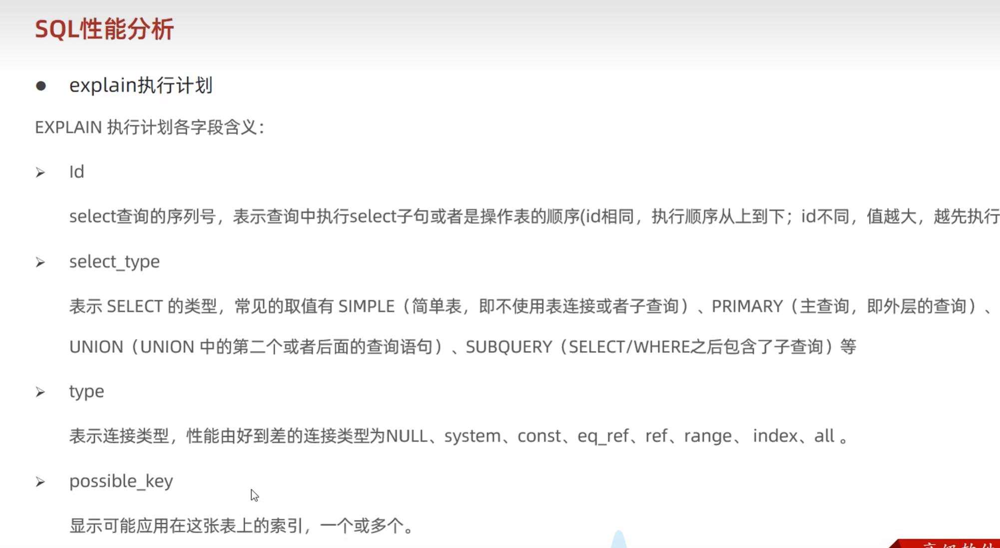 SQL性能分析
explain执行计划
EXPLAIN 执行计划各字段含义：
Id
select查询的序列号，表示查询中执行select子句或者是操作表的顺序(id相同，执行顺序从上到下；id不同，值越大，越先执行
select_type
表示 SELECT 的类型，常见的取值有 SIMPLE（简单表，即不使用表连接或者子查询）、PRIMARY（主查询，即外层的查询）、
UNION（UNION 中的第二个或者后面的查询语句）、SUBQUERY（SELECT/WHERE之后包含了子查询）等
type
表示连接类型，性能由好到差的连接类型为NULL、system、const、eq_ref、ref、range、 index、all 。
possible_key
显示可能应用在这张表上的索引，一个或多个。